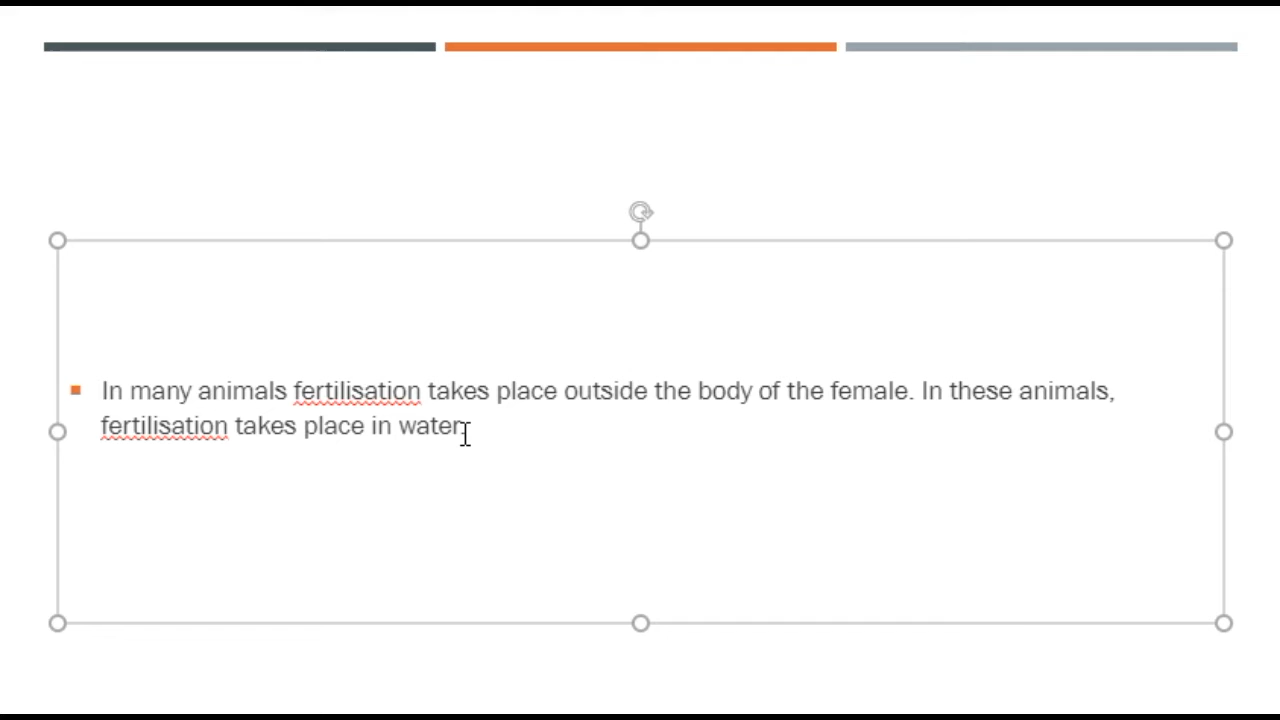 In many animals fertilisation takes place outside the body of the female. In these animals,
fertilisation takes place in water.